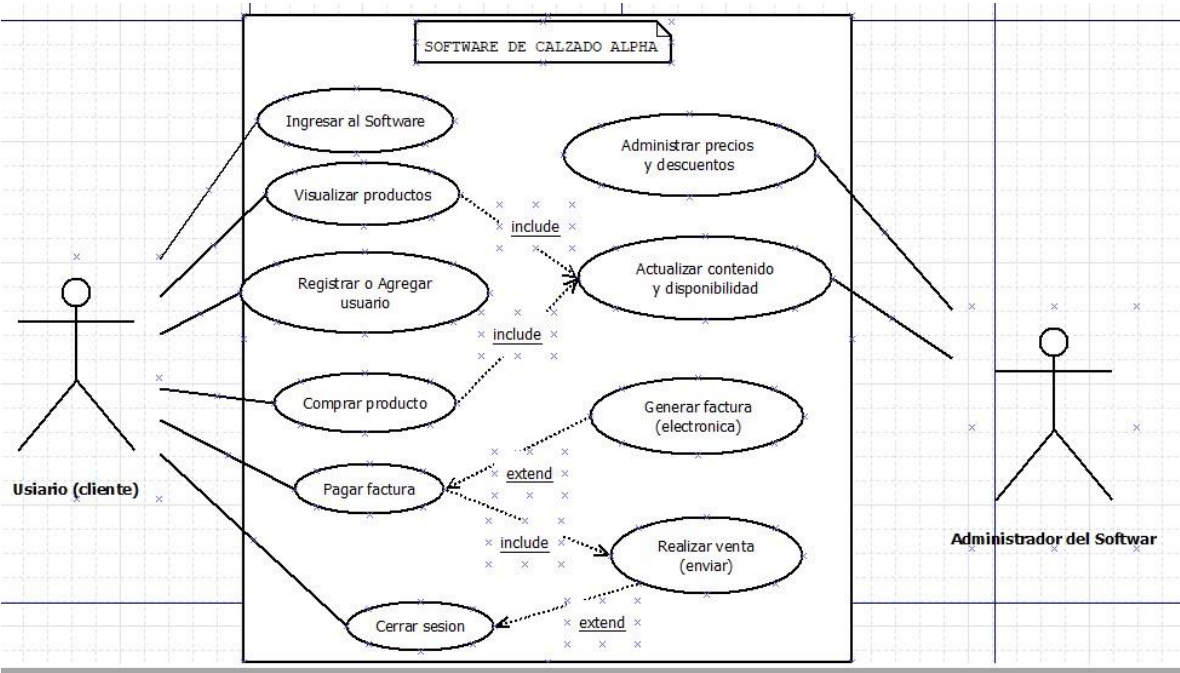 SOFTWARE DE CALZADO ALPHA
Ingresar al Software
Administrar precios
y descuentos
Visualizar productos
include
Registrar o Agregar
usuario
Actualizar contenido
y disponibilidad
include
Comprar producto
Generar factura
(electronica)
extend
Pagar factura
Usiario (cliente)
include
Realizar venta
(enviar)
Administrador del Softwar
Cerrar sesion
extend